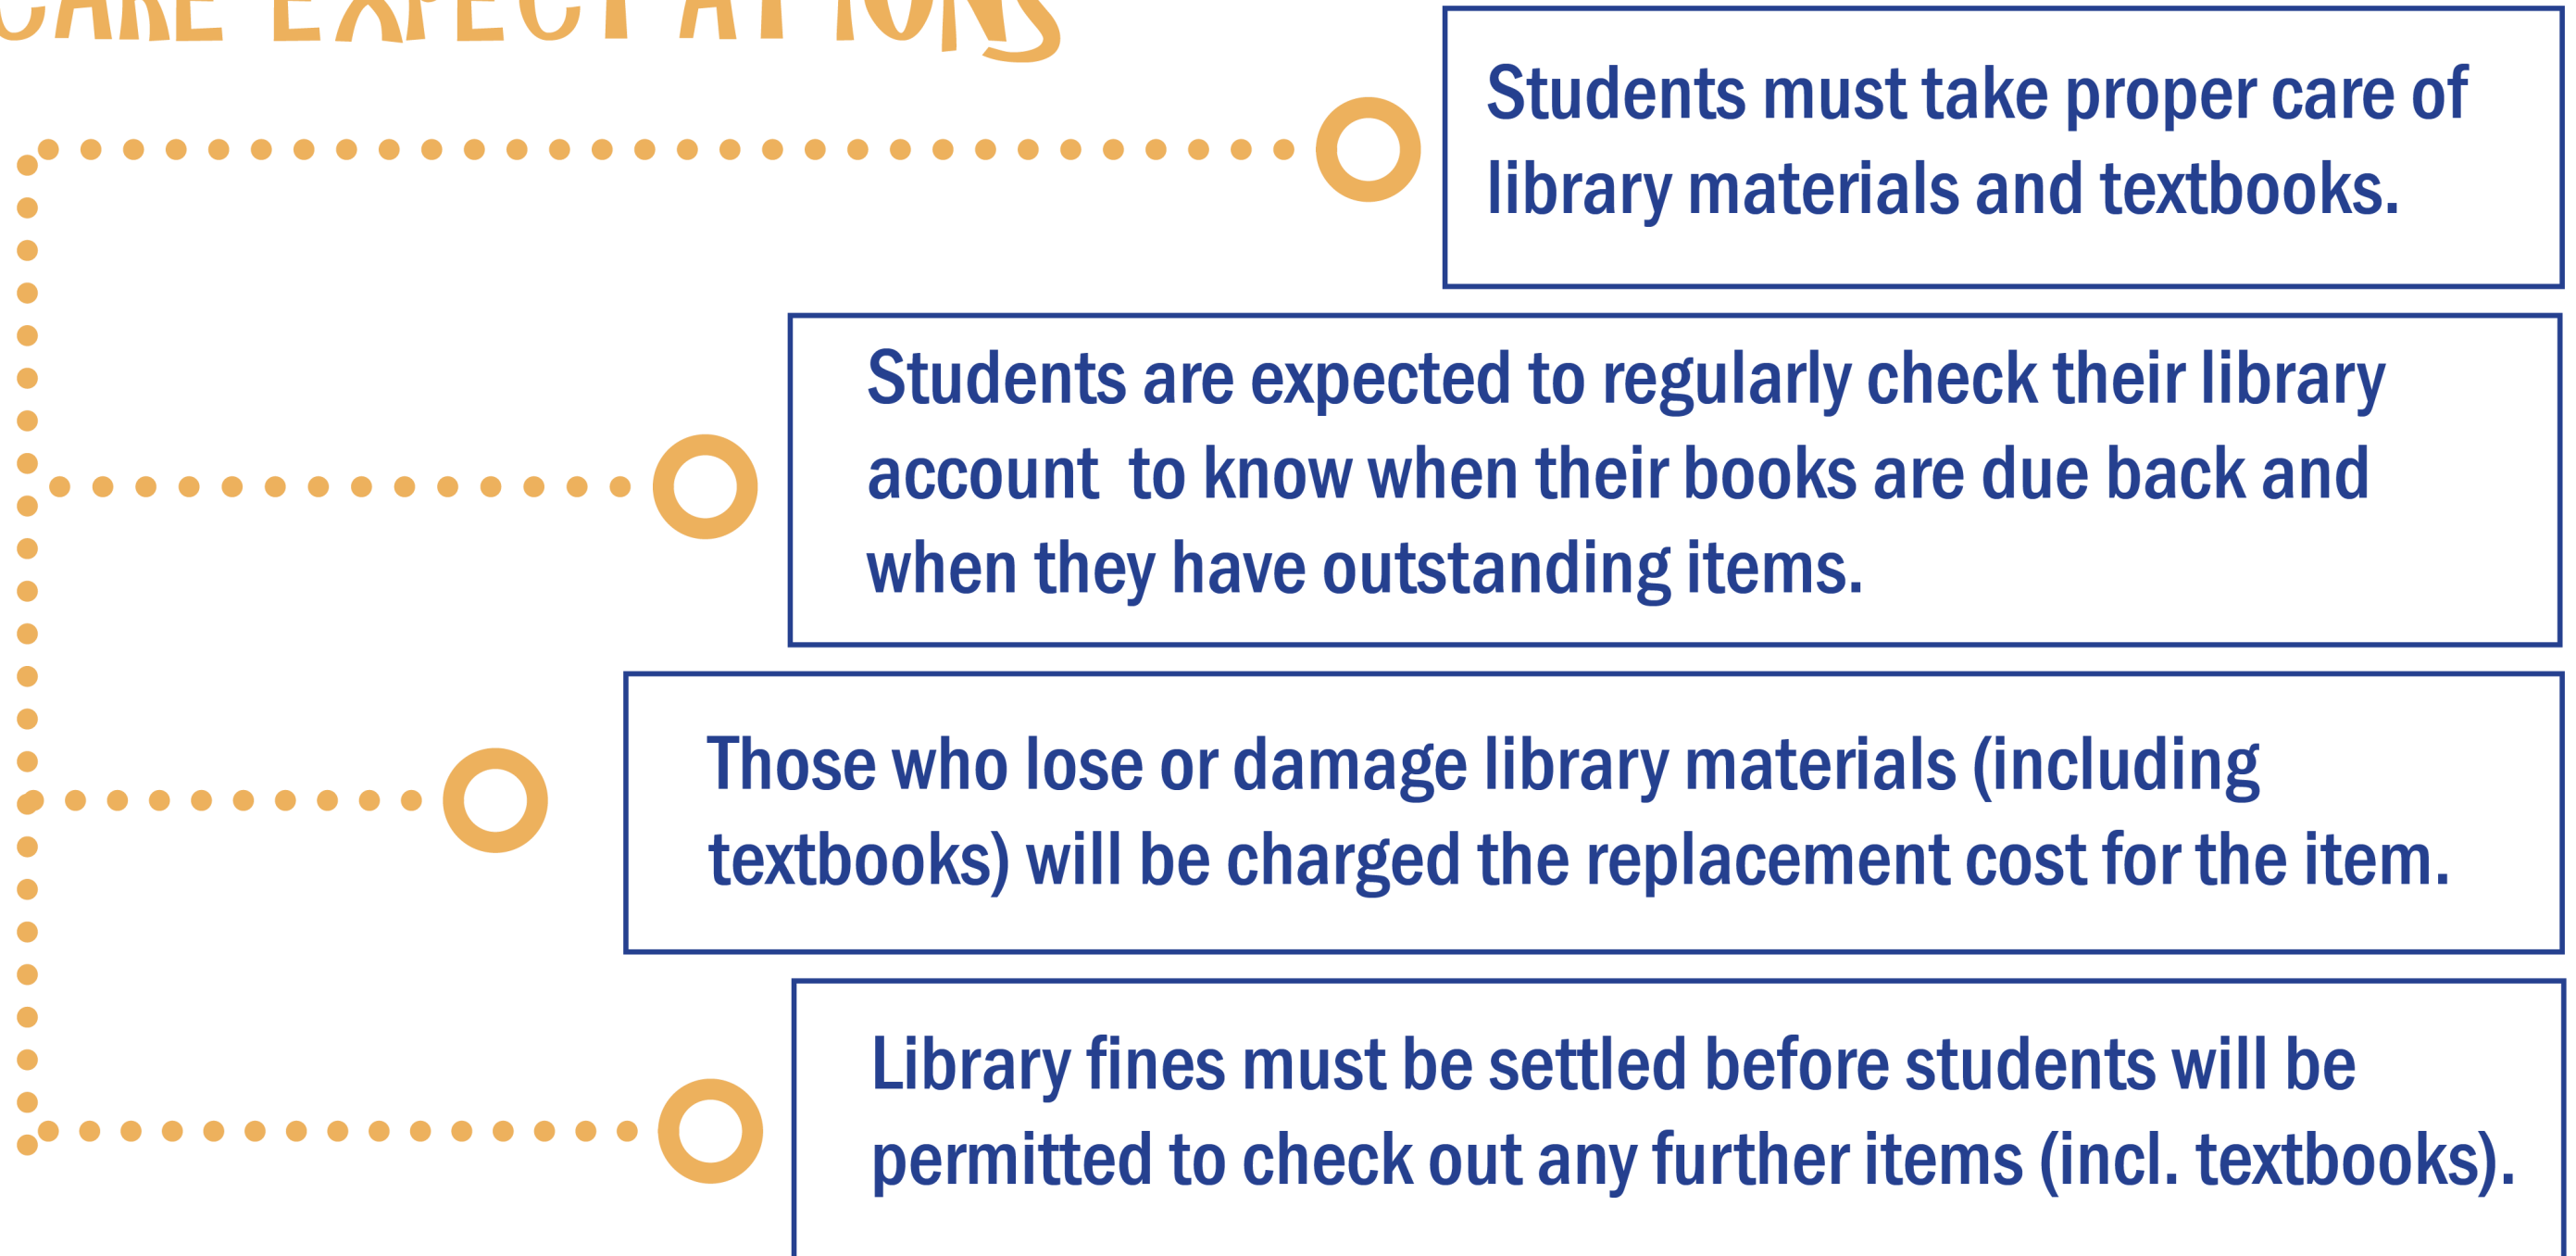 CARE EXPECTATIONS
Students must take proper care of
library materials and textbooks.
Students are expected to regularly check their library
account  to know when their books are due back and
when they have outstanding items.
Those who lose or damage library materials (including
textbooks) will be charged the replacement cost for the item.
Library fines must be settled before students will be
permitted to check out any further items (incl. textbooks).